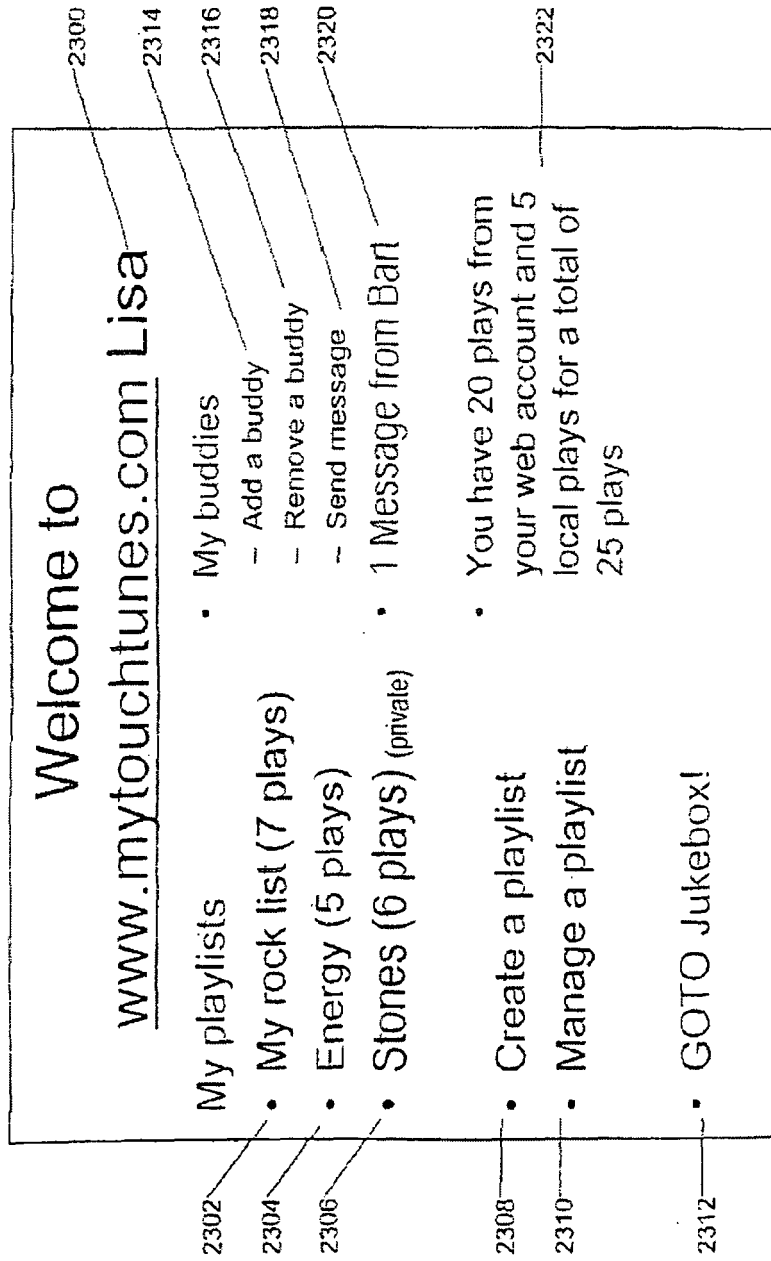 Welcome to
www.mytouchtunes.com Lisa
2300
My playlists
• My rock list (7 plays)
2302
• Energy (5 plays)
2304
• Stones (6 plays) (private)
2306
• Create a playlist
2308
• Manage a playlist
2310
• GOTO Jukebox!
2312
• My buddies
– Add a buddy
2314
– Remove a buddy
2316
– Send message
2318
• 1 Message from Bart
2320
• You have 20 plays from
your web account and 5
local plays for a total of
25 plays
2322